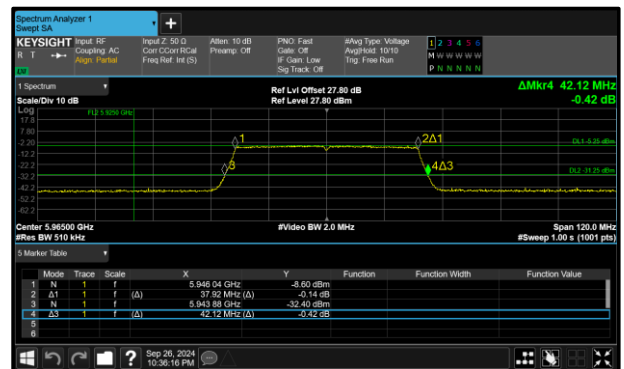 Spectrum Analyzer 1
Swept SA
+
KEYSIGHT Input: RF Input Z: 50 Ω Atten: 10 dB PNO: Fast #Avg Type: Voltage 1 2 3 4 5 6
R T Coupling: AC Corr CCorr RCal Preamp: Off Gate: Off Avg|Hold: 10/10 M W W W W W
Align: Partial Freq Ref: Int (S) IF Gain: Low Trig: Free Run
Sig Track: Off P N N N N N
1 Spectrum Ref Lvl Offset 27.80 dB ΔMkr4 42.12 MHz
Scale/Div 10 dB Ref Level 27.80 dBm -0.42 dB
Log
17.8
7.80
-2.20
-12.2
-22.2
-32.2
-42.2
-52.2
-62.2
1
2Δ1
3
4Δ3
DL1 -5.25 dBm
DL2 -31.25 dBm
Center 5.96500 GHz #Video BW 2.0 MHz Span 120.0 MHz
#Res BW 510 kHz #Sweep 1.00 s (1001 pts)
5 Marker Table
Mode Trace Scale X Y Function Function Width Function Value
1 N 1 f 5.946 04 GHz -8.60 dBm
2 Δ1 1 f (Δ) 37.92 MHz (Δ) -0.14 dB
3 N 1 f 5.943 88 GHz -32.40 dBm
4 Δ3 1 f (Δ) 42.12 MHz (Δ) -0.42 dB
5
6
? Sep 26, 2024
10:36:16 PM